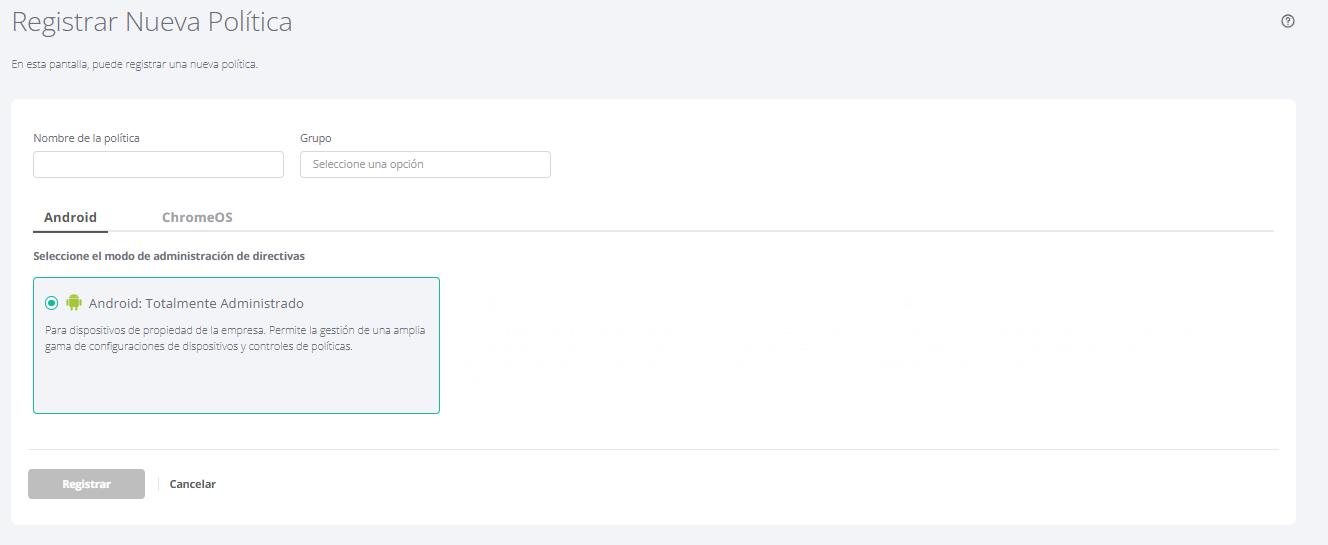 Registrar Nueva Política
En esta pantalla, puede registrar una nueva política.
Nombre de la política
Grupo
Seleccione una opción
Android
ChromeOS
Seleccione el modo de administración de directivas
Android: Totalmente Administrado
Para dispositivos de propiedad de la empresa. Permite la gestión de una amplia
gama de configuraciones de dispositivos y controles de políticas.
Registrar
Cancelar